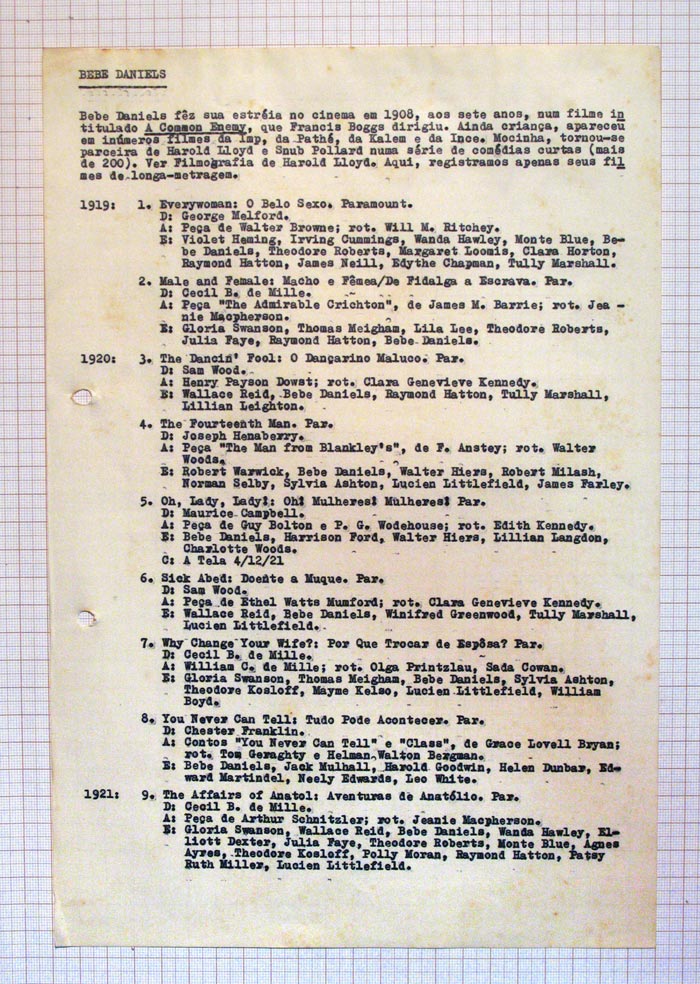 BEBE DANIELS
Bebe Daniels fêz sua estréia no cinema em 1908, aos sete anos, num filme in
titulado A Common Enemy, que Francis Boggs dirigiu. Ainda criança, apareceu
em inúmeros filmes da Imp, da Pathé, da Kalem e da Ince. Mocinha, tornou-se
parceira de Harold Lloyd e Snub Pollard numa série de comédias curtas (mais
de 200). Ver Filmografia de Harold Lloyd. Aqui, registramos apenas seus fil
mes de longa-metragem.
1919: 1. Everywoman: O Belo Sexo. Paramount.
D: George Melford.
A: Peça de Walter Browne; rot. Will M. Ritchey.
E: Violet Heming, Irving Cummings, Wanda Hawley, Monte Blue, Be-
be Daniels, Theodore Roberts, Margaret Loomis, Clara Horton,
Raymond Hatton, James Neill, Edythe Chapman, Tully Marshall.
2. Male and Female: Macho e Fêmea/De Fidalga a Escrava. Par.
D: Cecil B. de Mille.
A: Peça "The Admirable Crichton", de James M. Barrie; rot. Jea -
nie Macpherson.
E: Gloria Swanson, Thomas Meigham, Lila Lee, Theodore Roberts,
Julia Faye, Raymond Hatton, Bebe Daniels.
1920: 3. The Dancin' Fool: O Dançarino Maluco. Par.
D: Sam Wood.
A: Henry Payson Dowst; rot. Clara Genevieve Kennedy.
E: Wallace Reid, Bebe Daniels, Raymond Hatton, Tully Marshall,
Lillian Leighton.
4. The Fourteenth Man. Par.
D: Joseph Henaberry.
A: Peça "The Man from Blankley's", de F. Anstey; rot. Walter
Woods.
E: Robert Warwick, Bebe Daniels, Walter Hiers, Robert Milash,
Norman Selby, Sylvia Ashton, Lucien Littlefield, James Farley.
5. Oh, Lady, Lady!: Oh! Mulheres! Mulheres! Par.
D: Maurice Campbell.
A: Peça de Guy Bolton e P. G. Wodehouse; rot. Edith Kennedy.
E: Bebe Daniels, Harrison Ford, Walter Hiers, Lillian Langdon,
Charlotte Woods.
C: A Tela 4/12/21
6. Sick Abed: Doente a Muque. Par.
D: Sam Wood.
A: Peça de Ethel Watts Mumford; rot. Clara Genevieve Kennedy.
E: Wallace Reid, Bebe Daniels, Winifred Greenwood, Tully Marshall,
Lucien Littlefield.
7. Why Change Your Wife?: Por Que Trocar de Espôsa? Par.
D: Cecil B. de Mille.
A: William C. de Mille; rot. Olga Printzlau, Sada Cowan.
E: Gloria Swanson, Thomas Meigham, Bebe Daniels, Sylvia Ashton,
Theodore Kosloff, Mayme Kelso, Lucien Littlefield, William
Boyd.
8. You Never Can Tell: Tudo Pode Acontecer. Par.
D: Chester Franklin.
A: Contos "You Never Can Tell" e "Class", de Grace Lovell Bryan;
rot. Tom Geraghty e Helman Walton Bergman.
E: Bebe Daniels, Jack Mulhall, Harold Goodwin, Helen Dunbar, Ed-
ward Martindel, Neely Edwards, Leo White.
1921: 9. The Affairs of Anatol: Aventuras de Anatólio. Par.
D: Cecil B. de Mille.
A: Peça de Arthur Schnitzler; rot. Jeanie Macpherson.
E: Gloria Swanson, Wallace Reid, Bebe Daniels, Wanda Hawley, El-
liott Dexter, Julia Faye, Theodore Roberts, Monte Blue, Agnes
Ayres, Theodore Kosloff, Polly Moran, Raymond Hatton, Patsy
Ruth Miller, Lucien Littlefield.